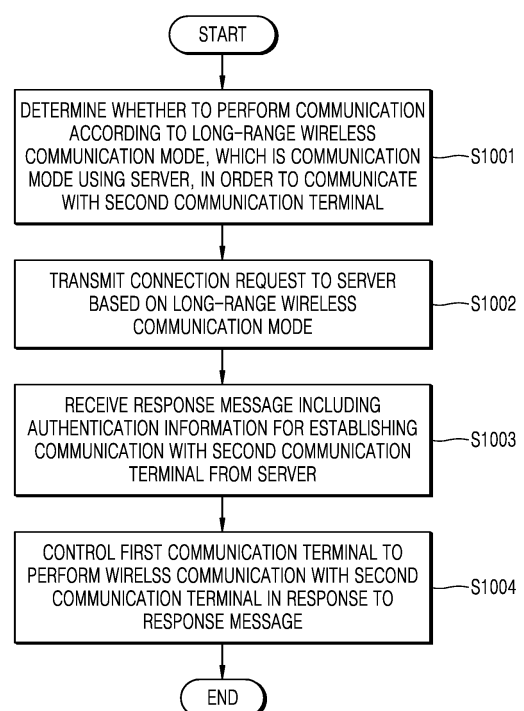 START
DETERMINE WHETHER TO PERFORM COMMUNICATION
ACCORDING TO LONG-RANGE WIRELESS
COMMUNICATION MODE, WHICH IS COMMUNICATION
MODE USING SERVER, IN ORDER TO COMMUNICATE
WITH SECOND COMMUNICATION TERMINAL
S1001
TRANSMIT CONNECTION REQUEST TO SERVER
BASED ON LONG-RANGE WIRELESS
COMMUNICATION MODE
S1002
RECEIVE RESPONSE MESSAGE INCLUDING
AUTHENTICATION INFORMATION FOR ESTABLISHING
COMMUNICATION WITH SECOND COMMUNICATION
TERMINAL FROM SERVER
S1003
CONTROL FIRST COMMUNICATION TERMINAL TO
PERFORM WIRELSS COMMUNICATION WITH SECOND
COMMUNICATION TERMINAL IN RESPONSE TO
RESPONSE MESSAGE
S1004
END